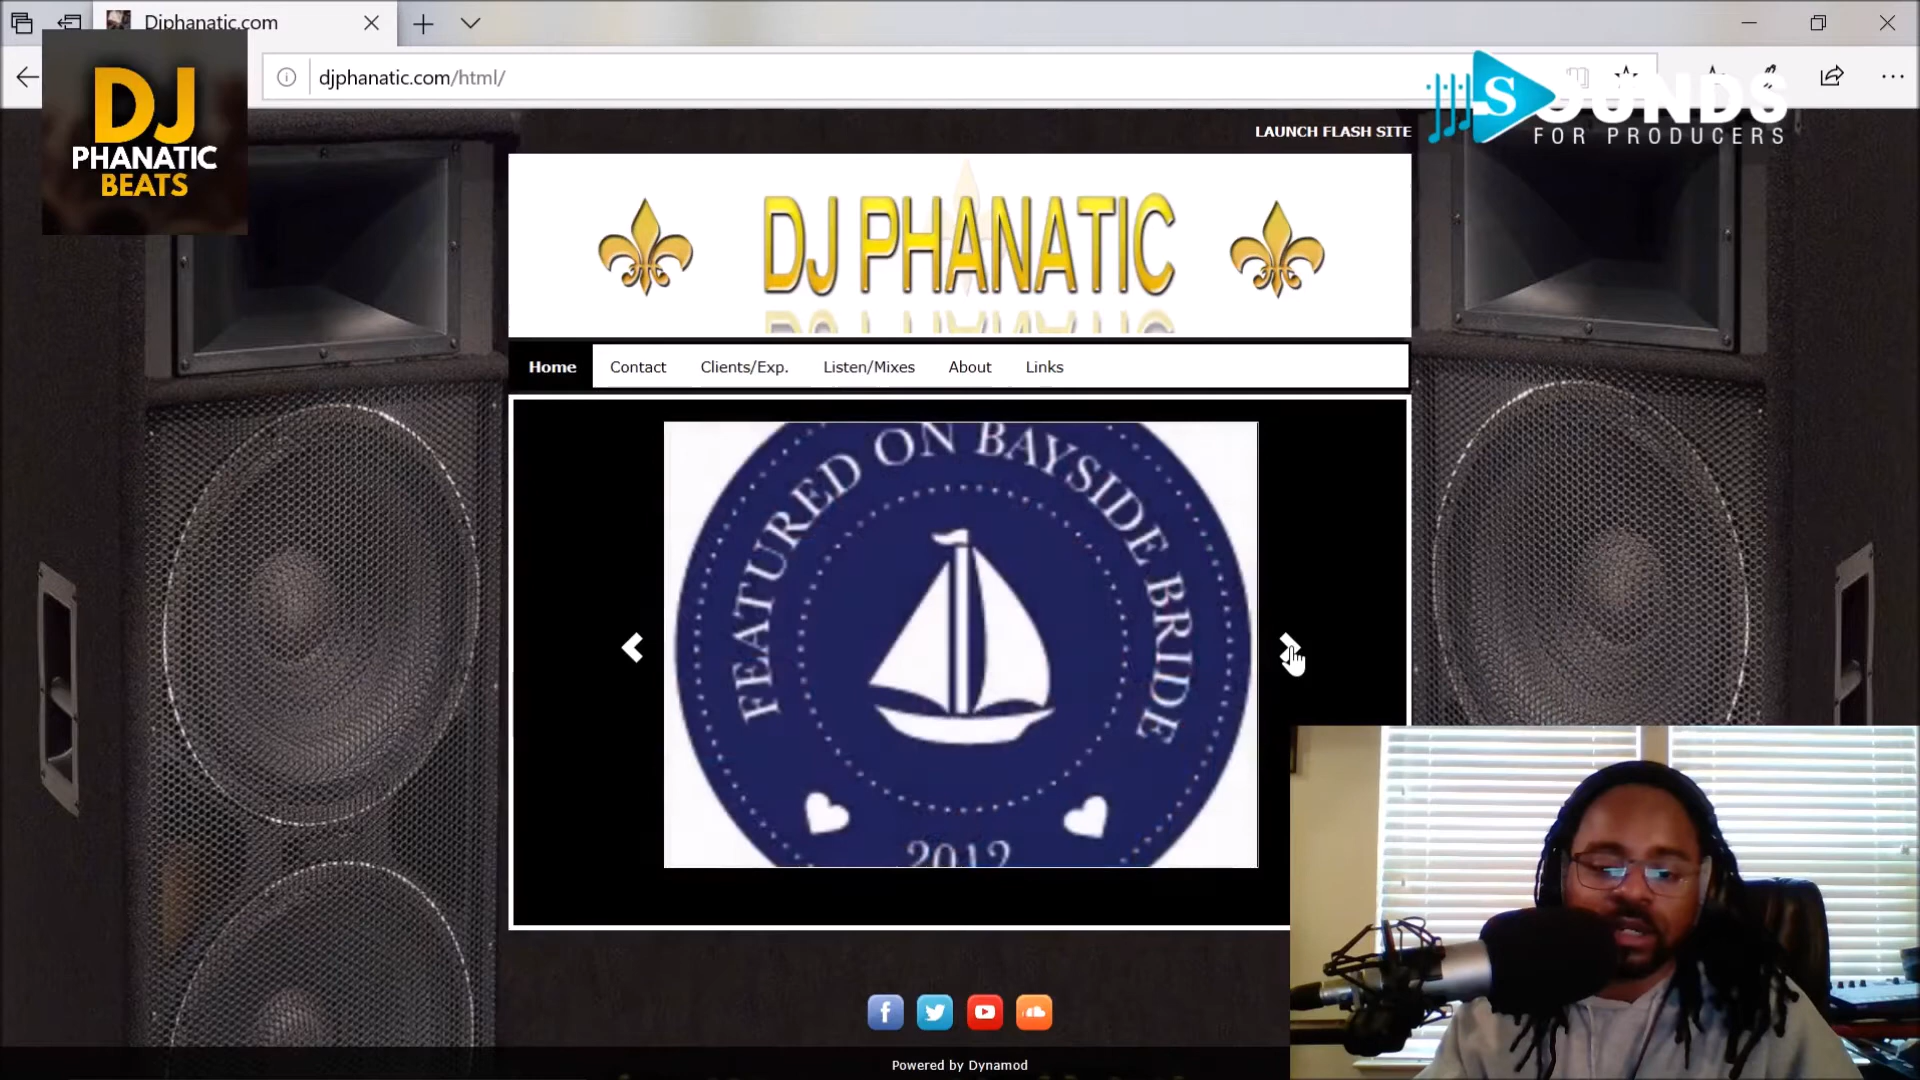 Djphanatic.com
djphanatic.com/html/
DJ
PHANATIC
BEATS
SOUNDS
FOR PRODUCERS
LAUNCH FLASH SITE
DJ PHANATIC
Home Contact Clients/Exp. Listen/Mixes About Links
FEATURED ON BAYSIDE BRIDE
2012
Powered by Dynamod